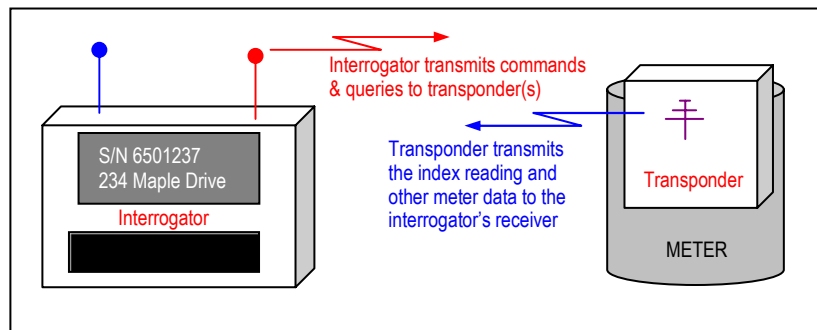 Interrogator transmits commands
& queries to transponder(s)
S/N 6501237
234 Maple Drive
Interrogator
Transponder transmits
the index reading and
other meter data to the
interrogator’s receiver
Transponder
METER